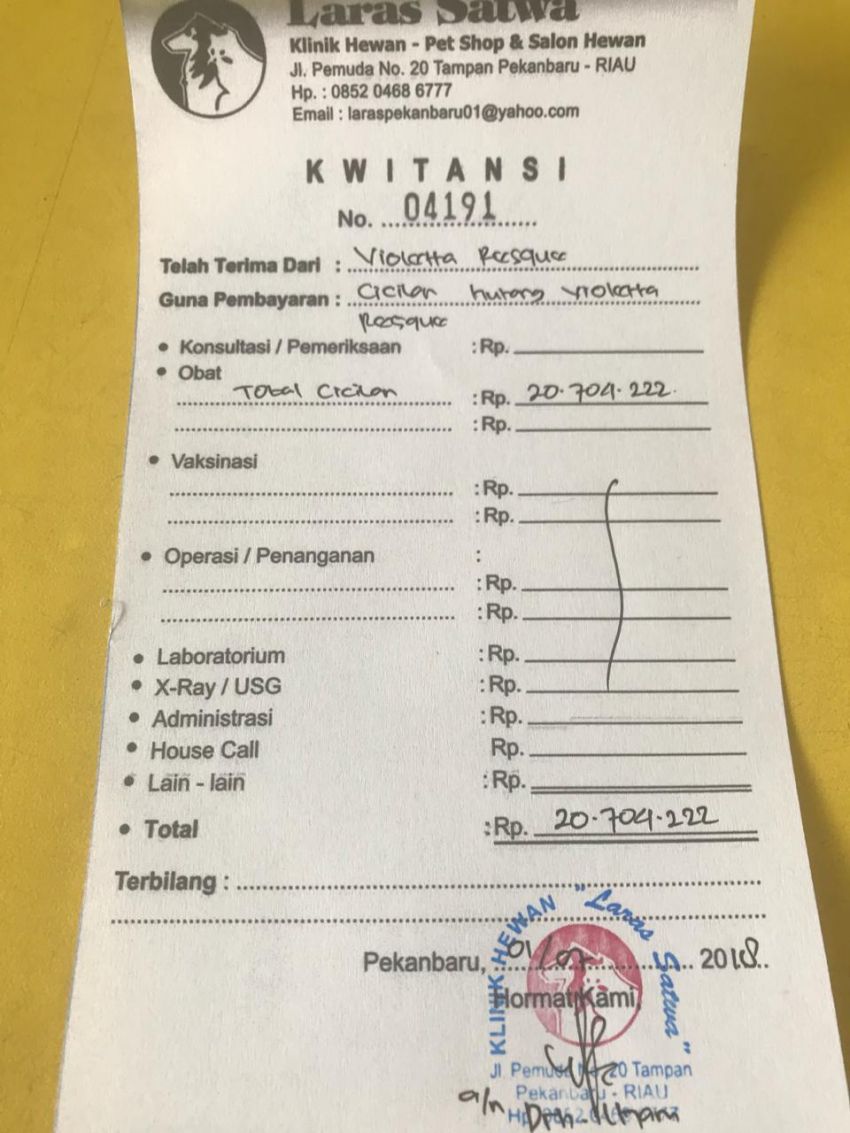 Laras Satwa
Klinik Hewan - Pet Shop & Salon Hewan
Jl. Pemuda No. 20 Tampan Pekanbaru - RIAU
Hp. : 0852 0468 6777
Email : laraspekanbaru01@yahoo.com
KWITANSI
No. 04191
Telah Terima Dari : Violetta Reesquee
Guna Pembayaran : Cicilan hutang Violetta
Reesquee
• Konsultasi / Pemeriksaan : Rp.
• Obat
Total Cicilan : Rp. 20.704.222.
: Rp.
• Vaksinasi
: Rp.
: Rp.
• Operasi / Penanganan :
: Rp.
: Rp.
• Laboratorium : Rp.
• X-Ray / USG : Rp.
• Administrasi : Rp.
• House Call Rp.
• Lain - lain : Rp.
• Total : Rp. 20.704.222
Terbilang :
Pekanbaru, 01/07 2018
Hormat Kami,
KLINIK HEWAN "Laras Satwa"
Jl Pemuda No 20 Tampan
Pekanbaru - RIAU
a/n Drh.